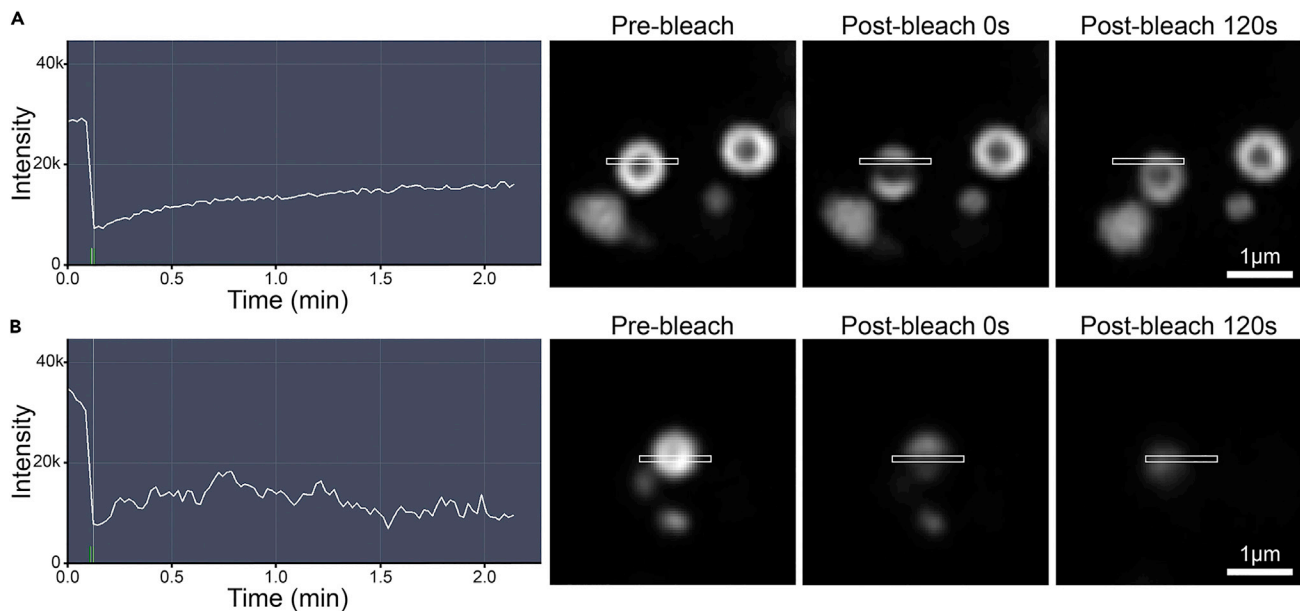 A
Pre-bleach
Post-bleach 0s
Post-bleach 120s
40k
20k
0
Intensity
0.0
0.5
1.0
1.5
2.0
Time (min)
1µm
B
Pre-bleach
Post-bleach 0s
Post-bleach 120s
40k
20k
0
Intensity
0.0
0.5
1.0
1.5
2.0
Time (min)
1µm